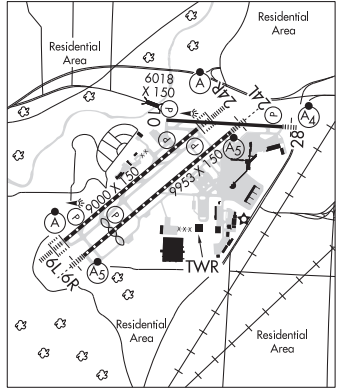 Residential
Area
Residential
Area
6018
X 150
A
P
10
24R
24L
P
A4
28
A5
P
9000 X 150
9953 X 150
P
P
A
P
6L
6R
A5
x-x-x
TWR
Residential
Area
Residential
Area